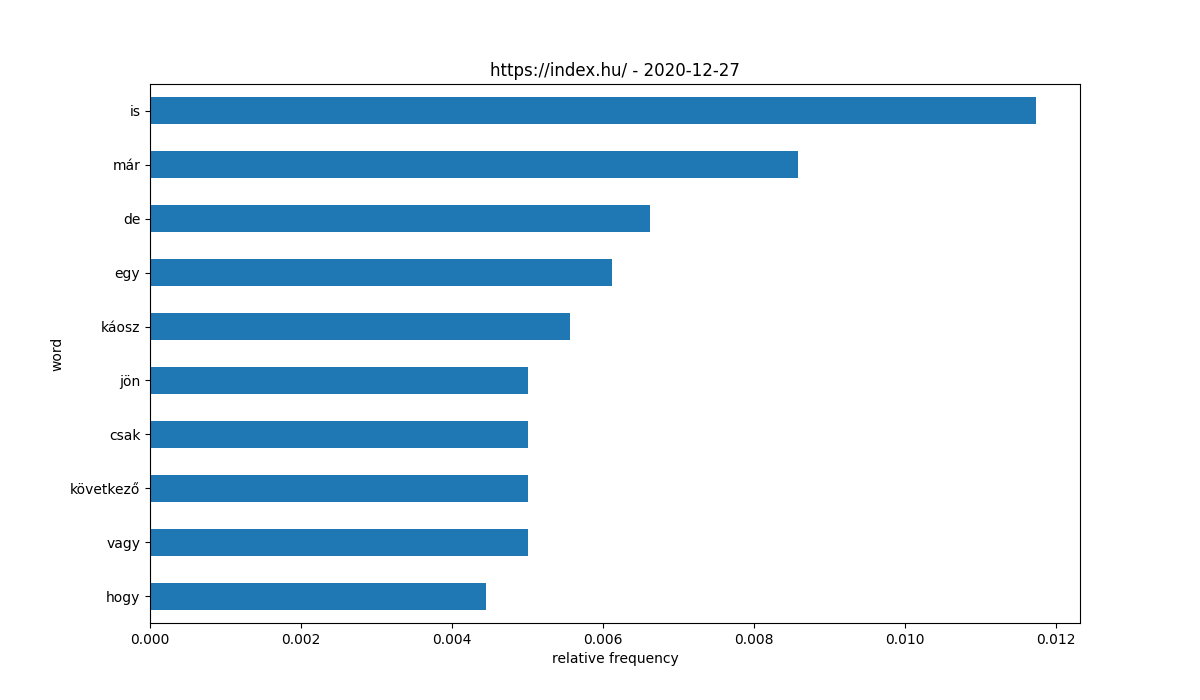 https://index.hu/ - 2020-12-27
word
is
már
de
egy
káosz
jön
csak
következő
vagy
hogy
0.000 0.002 0.004 0.006 0.008 0.010 0.012
relative frequency